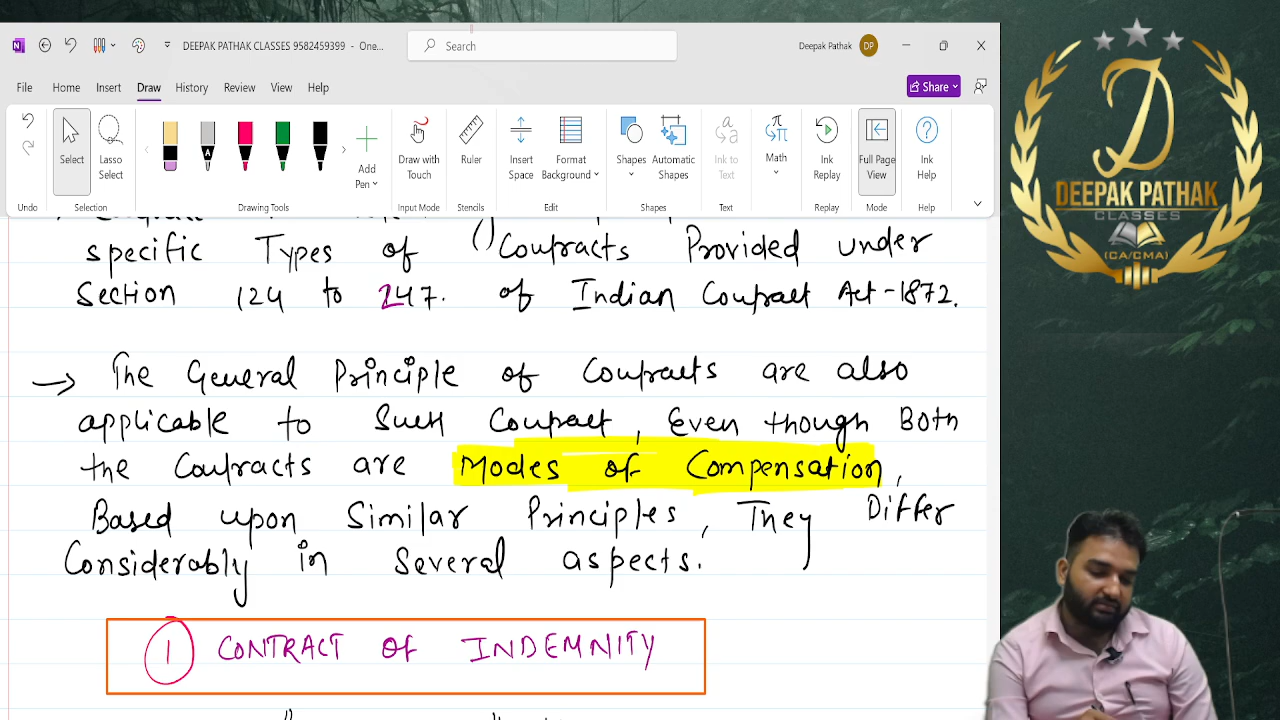 DEEPAK PATHAK CLASSES 9582459399 - One...
Search
Deepak Pathak
DP
File Home Insert Draw History Review View Help
Share
Select
Lasso Select
Add Pen
Draw with Touch
Ruler
Insert Space
Format Background
Shapes
Automatic Shapes
Ink to Text
Math
Ink Replay
Full Page View
Ink Help
Undo Selection Drawing Tools Input Mode Stencils Edit Shapes Text Replay Mode Help
specific Types of Contracts Provided under
Section 124 to 247. of Indian Contract Act-1872.
→ The General Principle of Contracts are also
applicable to Such Contract, Even though Both
the Contracts are Modes of Compensation,
Based upon Similar Principles, They Differ
Considerably in Several aspects.
1 CONTRACT of INDEMNITY
D
DEEPAK PATHAK
CLASSES
(CA/CMA)